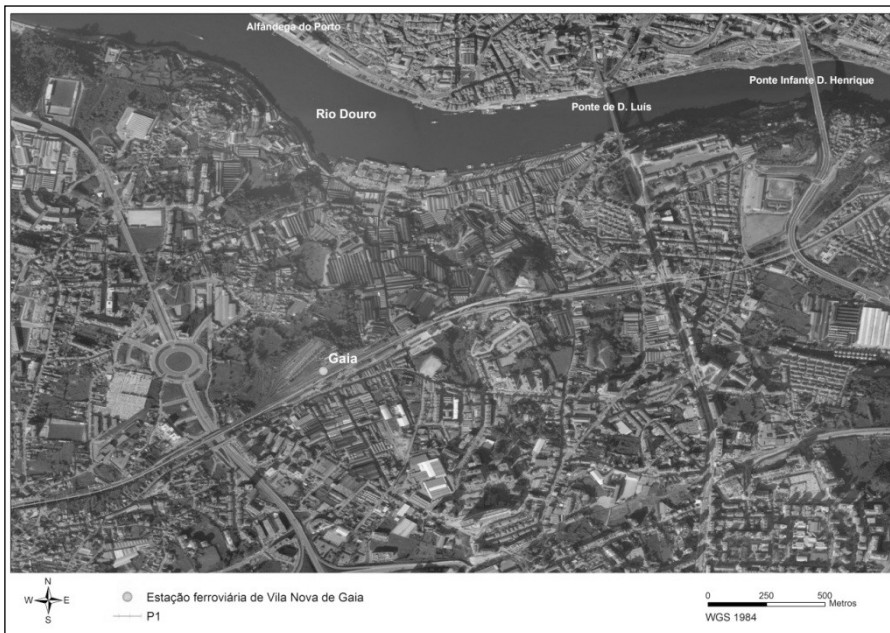 Alfândega do Porto
Rio Douro
Ponte de D. Luís
Ponte Infante D. Henrique
Gaia
N
W E
S
Estação ferroviária de Vila Nova de Gaia
P1
0 250 500
Metros
WGS 1984